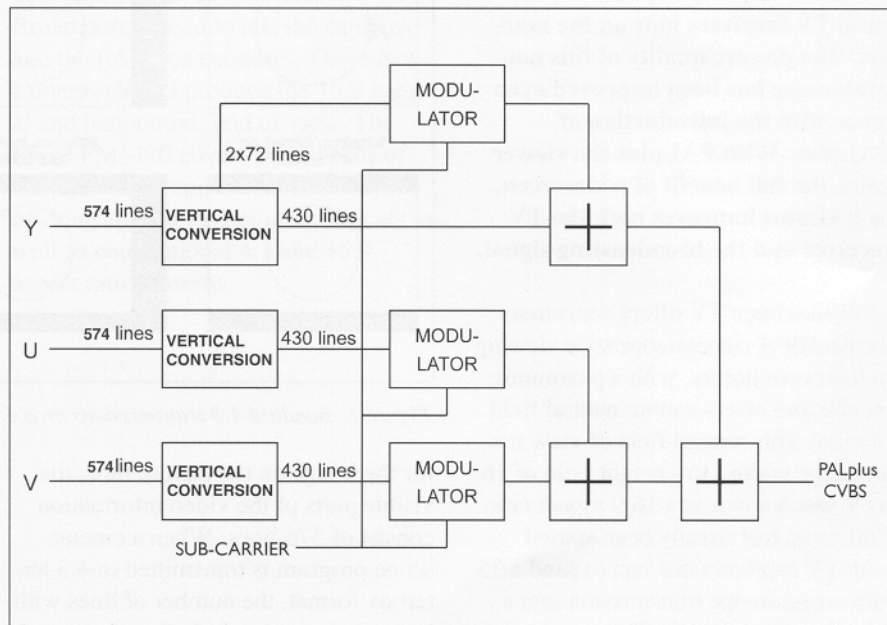 MODU-
LATOR
2x72 lines
Y
574 lines
VERTICAL
CONVERSION
430 lines
U
574 lines
VERTICAL
CONVERSION
430 lines
MODU-
LATOR
V
574lines
VERTICAL
CONVERSION
430 lines
MODU-
LATOR
PALplus
CVBS
SUB-CARRIER